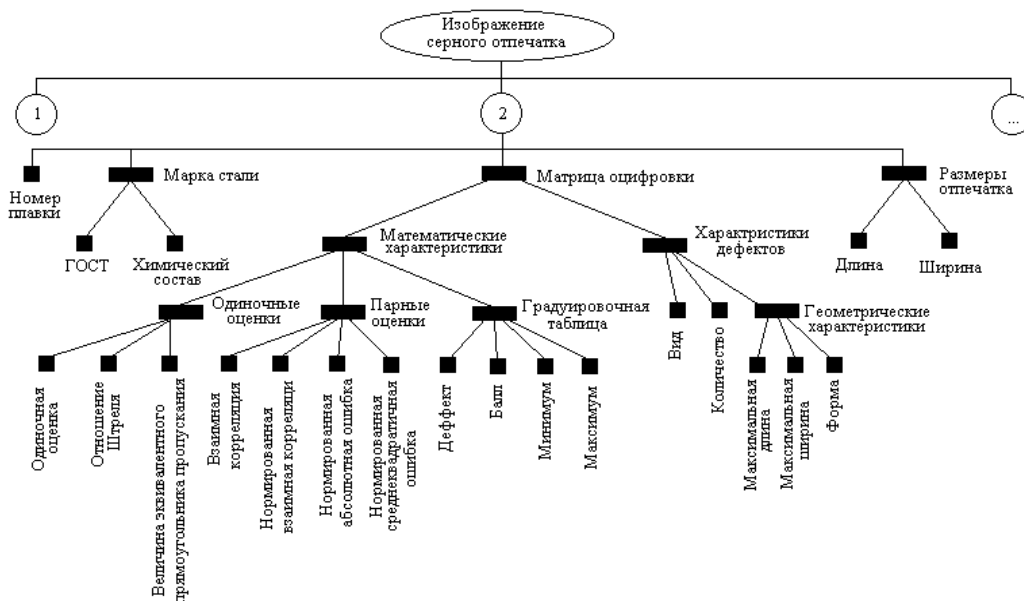 Изображение
серного отпечатка
1
2
...
Номер
плавки
Марка стали
Матрица оцифровки
Размеры
отпечатка
ГОСТ
Химический
состав
Математические
характеристики
Характристики
дефектов
Длина
Ширина
Одиночные
оценки
Парные
оценки
Градуировочная
таблица
Вид
Количество
Геометрические
характеристики
Одиночная
оценка
Отношение
Штреля
Величина эквивалентного
прямоугольника пропускания
Взаимная
корреляция
Нормированная
взаимная корреляци
Нормированная
абсолютная ошибка
Нормированная
среднеквадратичная
ошибка
Деффект
Балл
Минимум
Максимум
Максимальная
длина
Максимальная
ширина
Форма